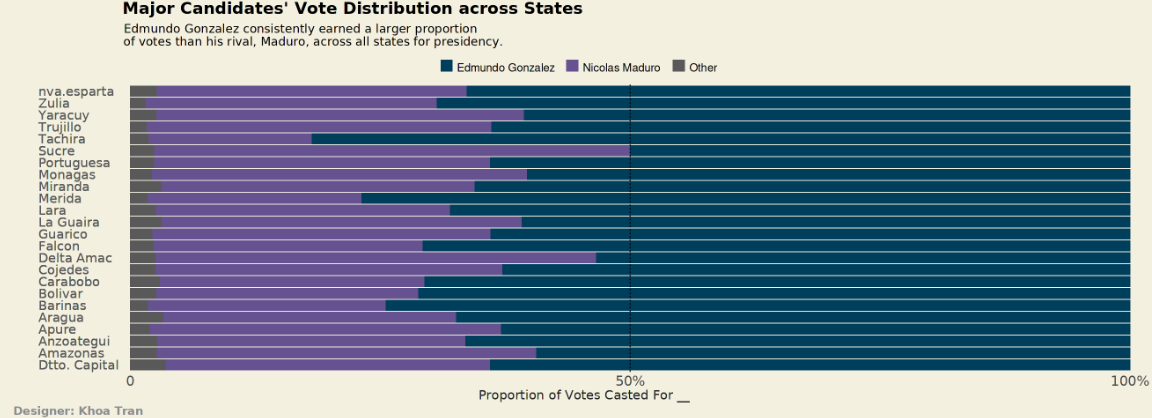 Major Candidates' Vote Distribution across States
Edmundo Gonzalez consistently earned a larger proportion
of votes than his rival, Maduro, across all states for presidency.
Edmundo Gonzalez Nicolas Maduro Other
nva.esparta
Zulia
Yaracuy
Trujillo
Tachira
Sucre
Portuguesa
Monagas
Miranda
Merida
Lara
La Guaira
Guarico
Falcon
Delta Amac
Cojedes
Carabobo
Bolivar
Barinas
Aragua
Apure
Anzoategui
Amazonas
Dtto. Capital
0 50% 100%
Proportion of Votes Casted For __
Designer: Khoa Tran